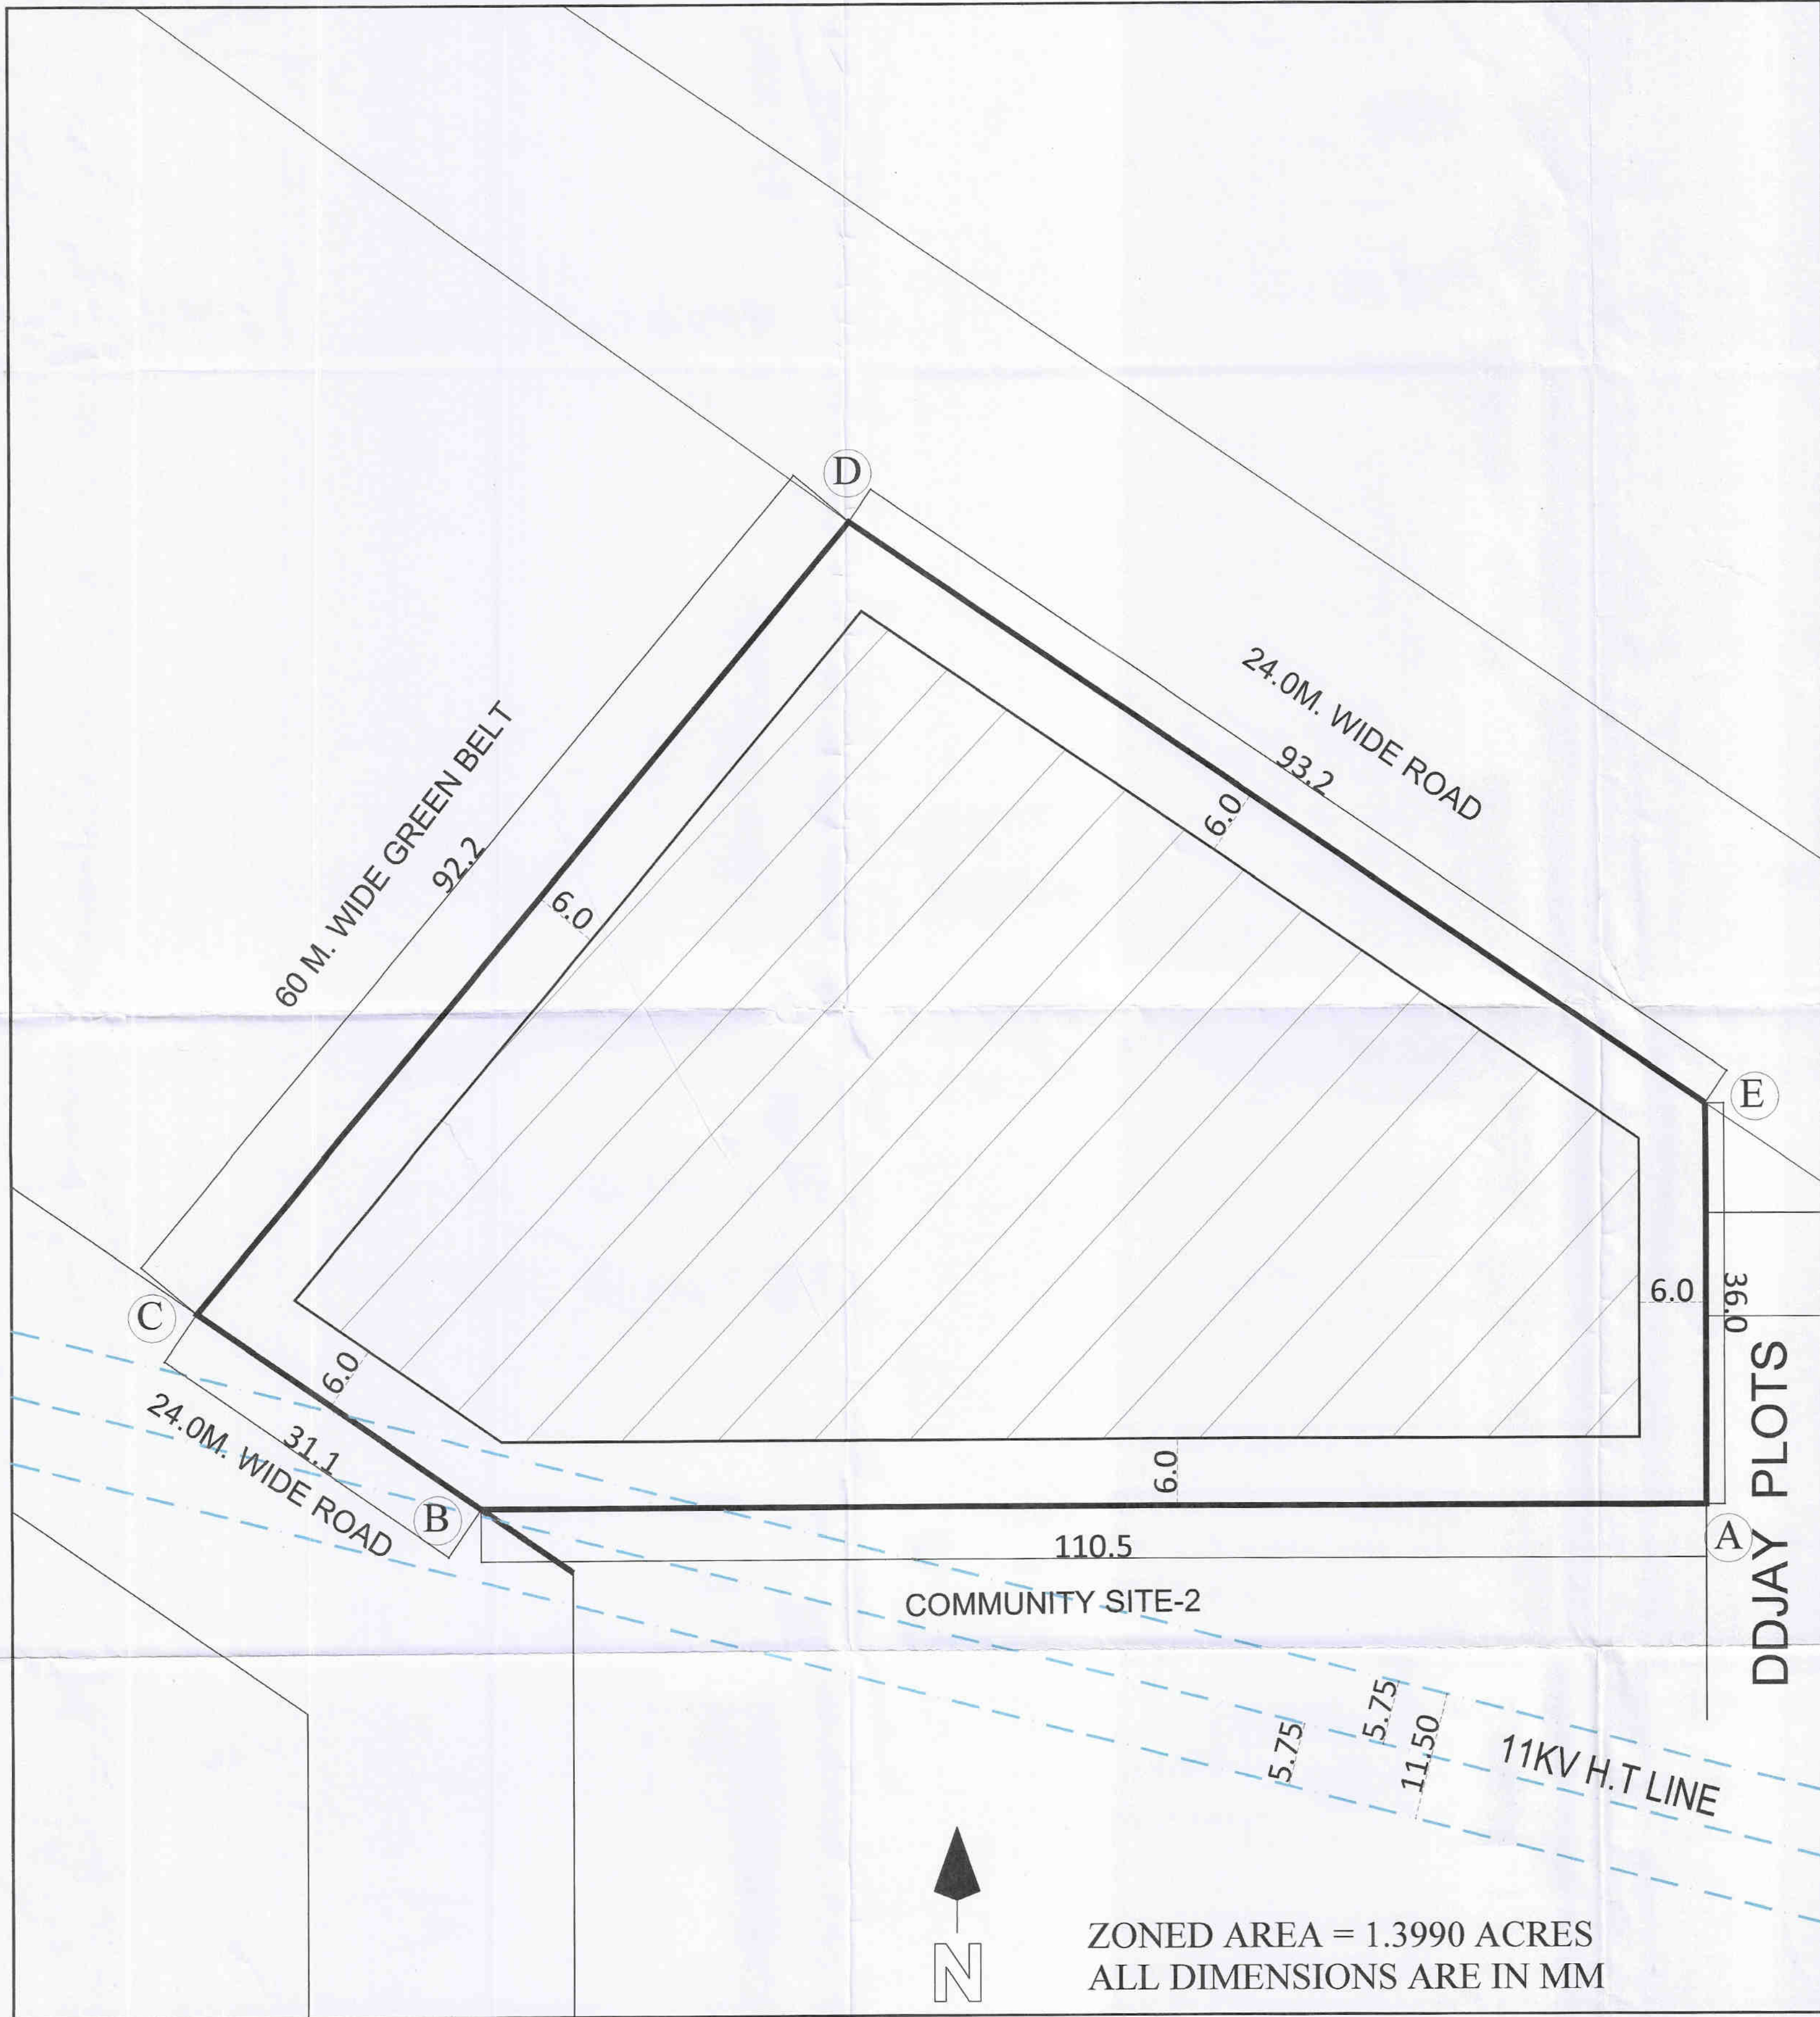 D
24.0M. WIDE ROAD
93.2
6.0
60 M. WIDE GREEN BELT
92.2
6.0
E
6.0
36.0
C
6.0
31.1
24.0M. WIDE ROAD
B
6.0
110.5
A
DDJAY PLOTS
COMMUNITY SITE-2
5.75
5.75
11.50
11KV H.T LINE
N
ZONED AREA = 1.3990 ACRES
ALL DIMENSIONS ARE IN MM